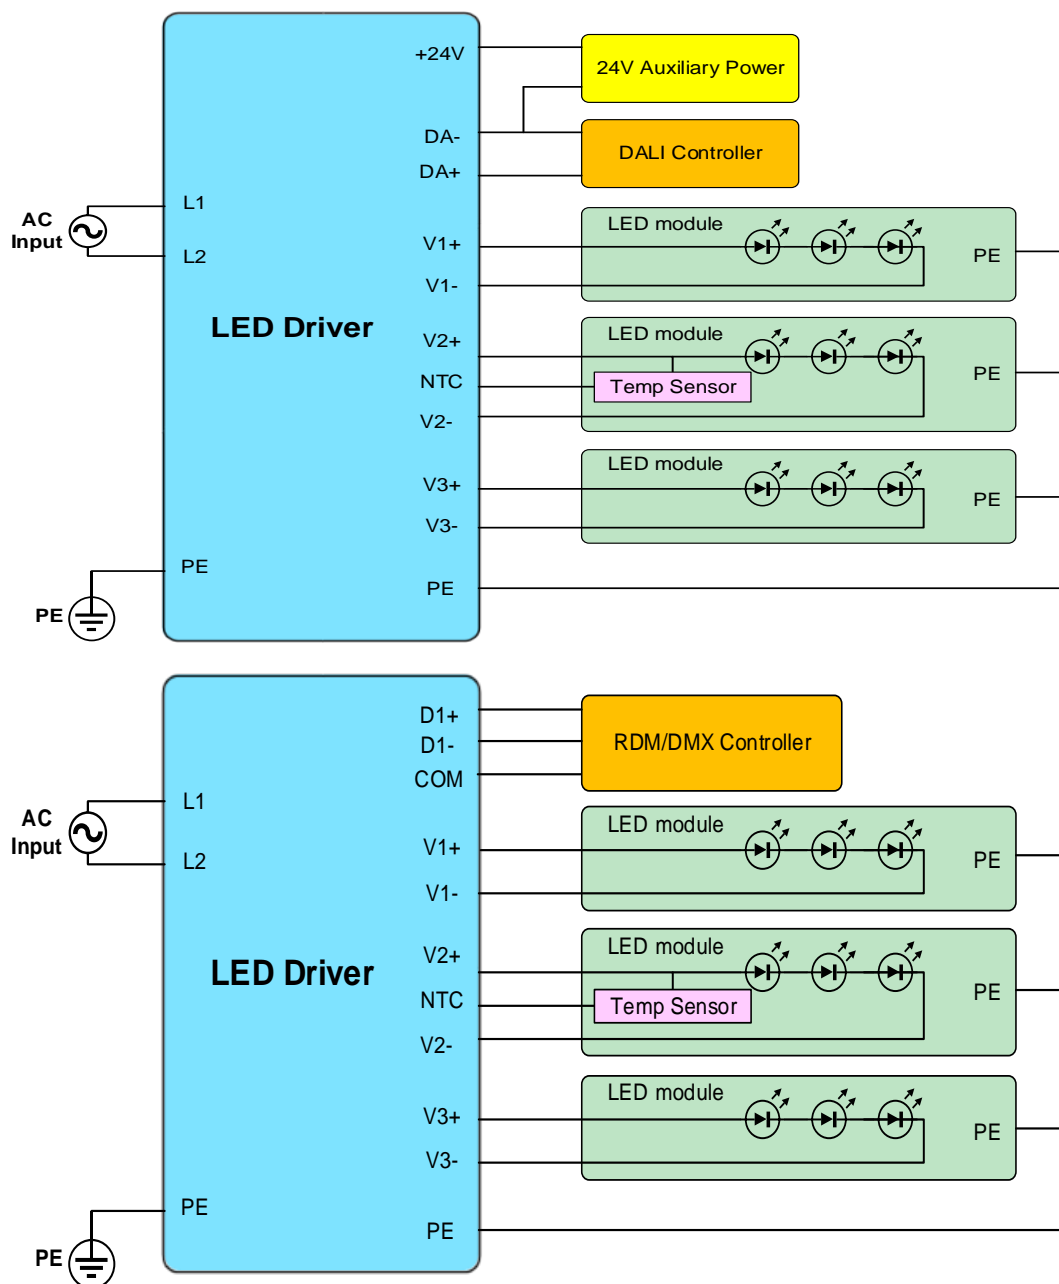 +24V
24V Auxiliary Power
DA-
DALI Controller
DA+
L1
AC
Input
L2
LED module
V1+
PE
V1-
LED Driver
LED module
V2+
NTC
Temp Sensor
PE
V2-
LED module
V3+
PE
V3-
PE
PE
PE
D1+
D1-
COM
RDM/DMX Controller
L1
AC
Input
L2
LED module
V1+
PE
V1-
LED Driver
LED module
V2+
NTC
Temp Sensor
PE
V2-
LED module
V3+
PE
V3-
PE
PE
PE